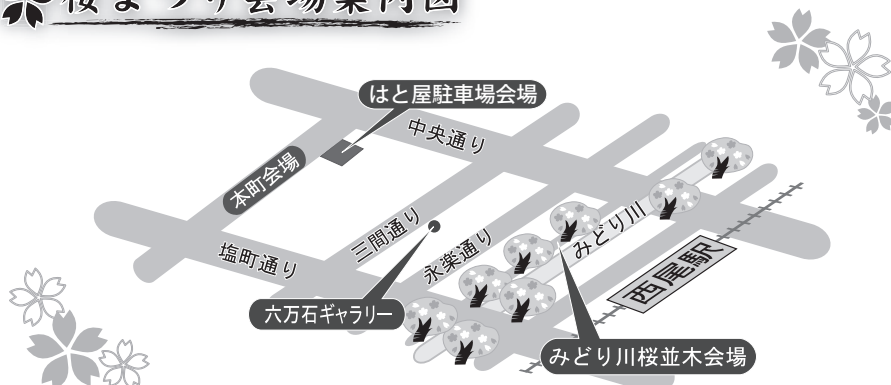 桜まつり会場案内図
はと屋駐車場会場
中央通り
本町会場
三間通り
塩町通り
永楽通り
みどり川
西尾駅
六万石ギャラリー
みどり川桜並木会場